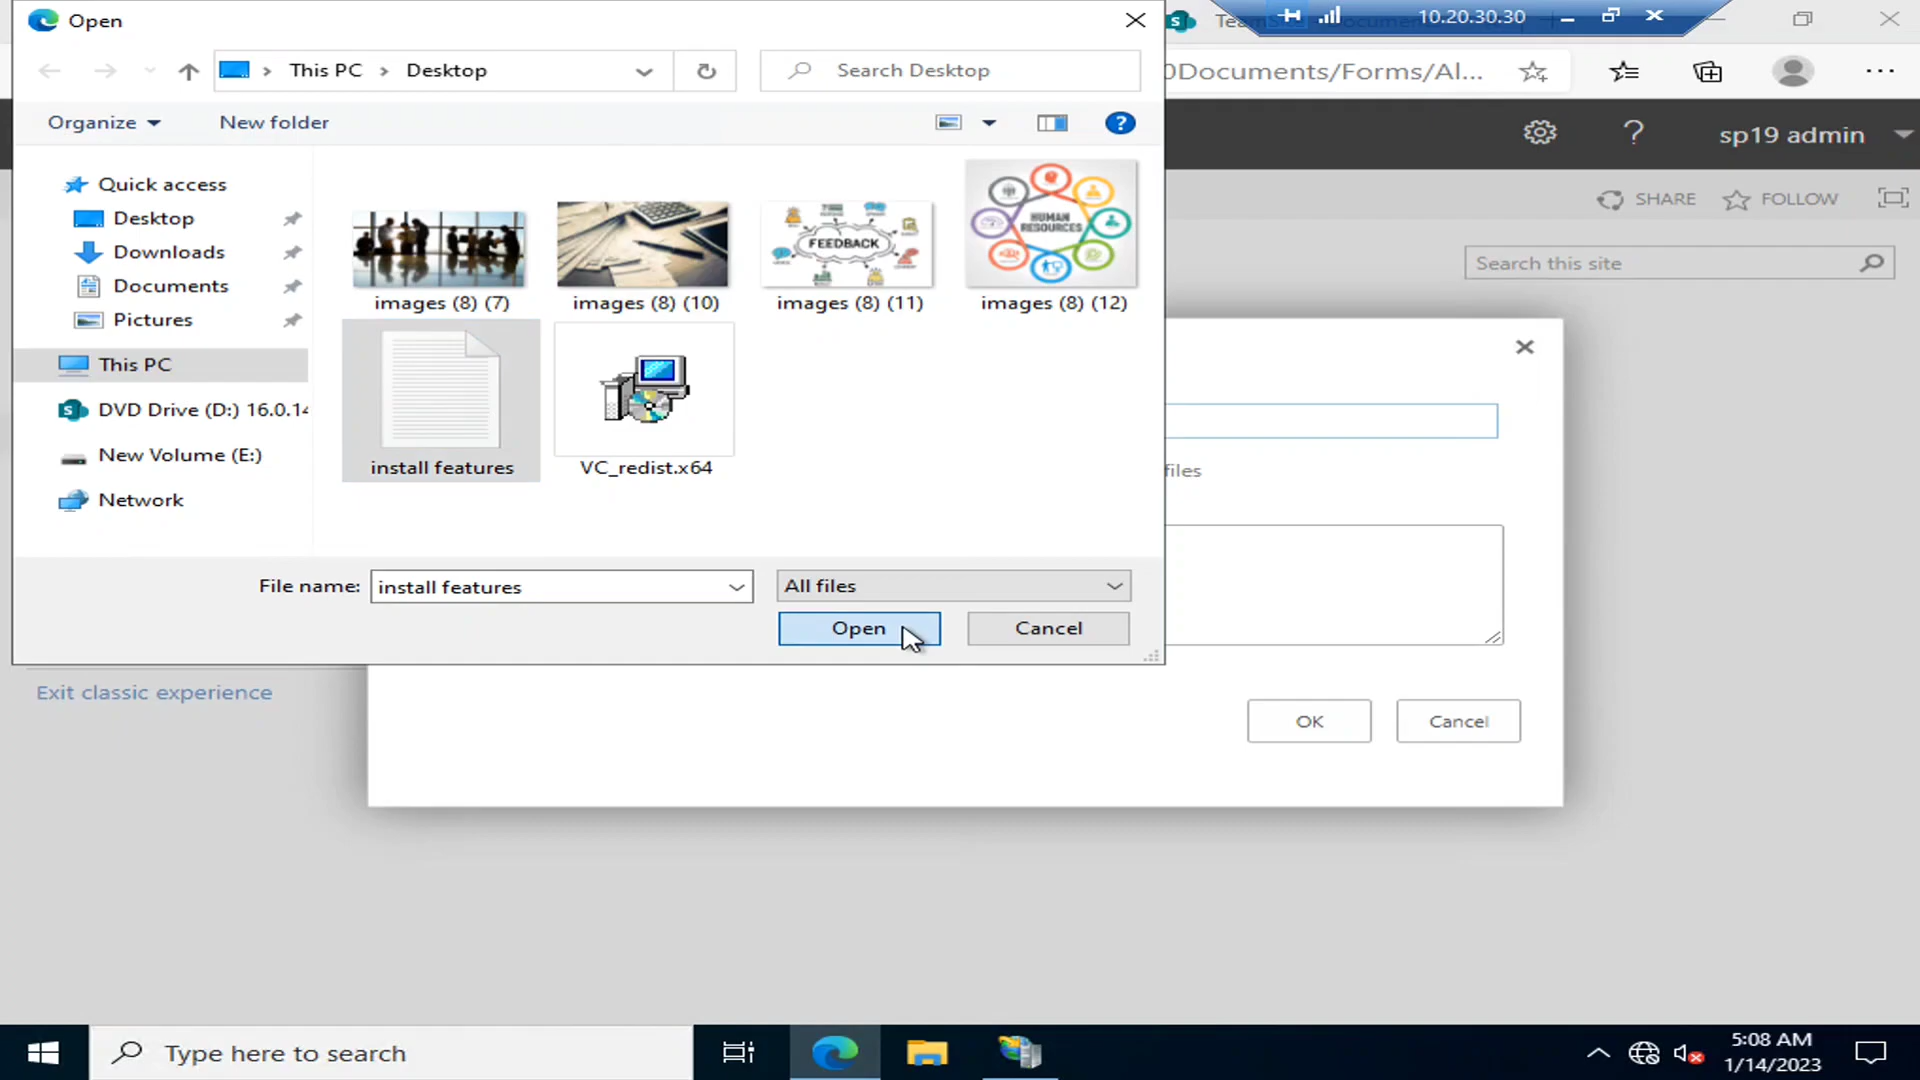 Open
10.20.30.30
This PC
Desktop
Search Desktop
0Documents/Forms/Al...
Organize
New folder
sp19 admin
Quick access
Desktop
Downloads
Documents
Pictures
This PC
DVD Drive (D:) 16.0.14
New Volume (E:)
Network
FEEDBACK
HUMAN
RESOURCES
images (8) (7)
images (8) (10)
images (8) (11)
images (8) (12)
install features
VC_redist.x64
SHARE
FOLLOW
Search this site
files
File name:
install features
All files
Open
Cancel
Exit classic experience
OK
Cancel
Type here to search
5:08 AM
1/14/2023